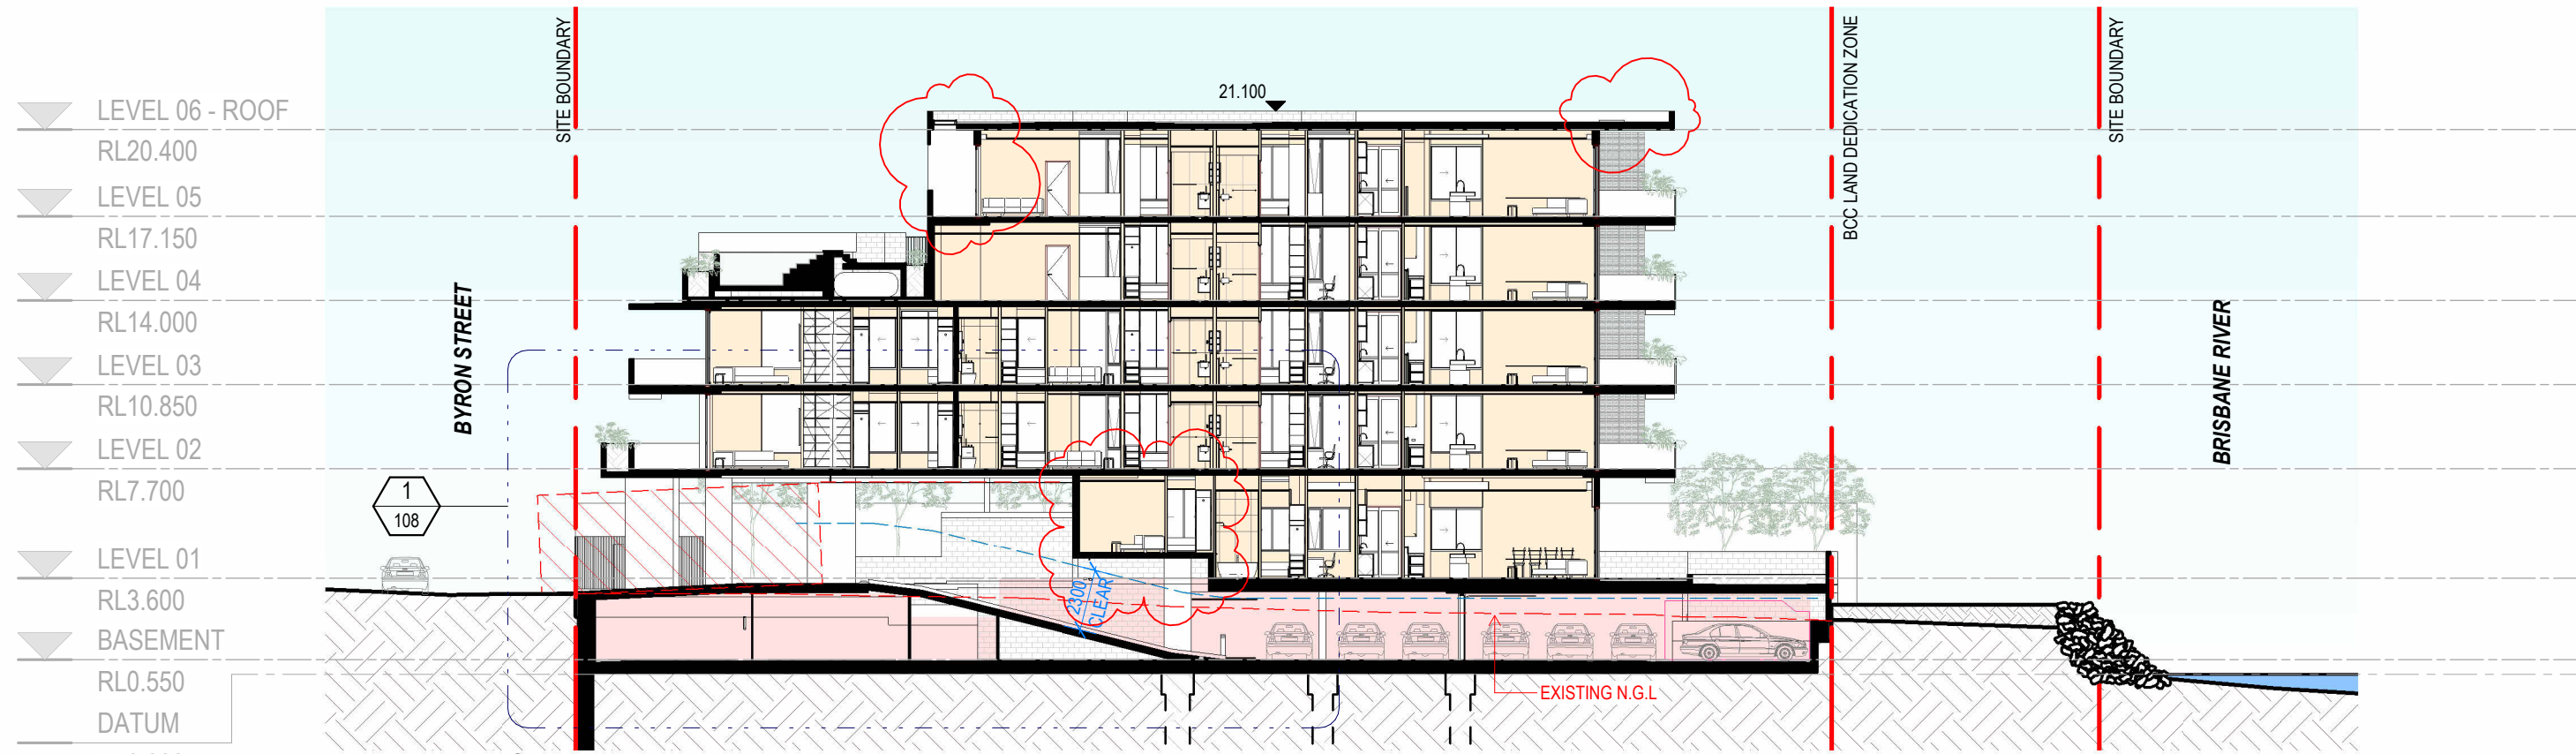 LEVEL 06 - ROOF
RL20.400
LEVEL 05
RL17.150
LEVEL 04
RL14.000
LEVEL 03
RL10.850
LEVEL 02
RL7.700
LEVEL 01
RL3.600
BASEMENT
RL0.550
DATUM
BYRON STREET
1
108
SITE BOUNDARY
21.100
2300
CLEAR
EXISTING N.G.L
BCC LAND DEDICATION ZONE
SITE BOUNDARY
BRISBANE RIVER